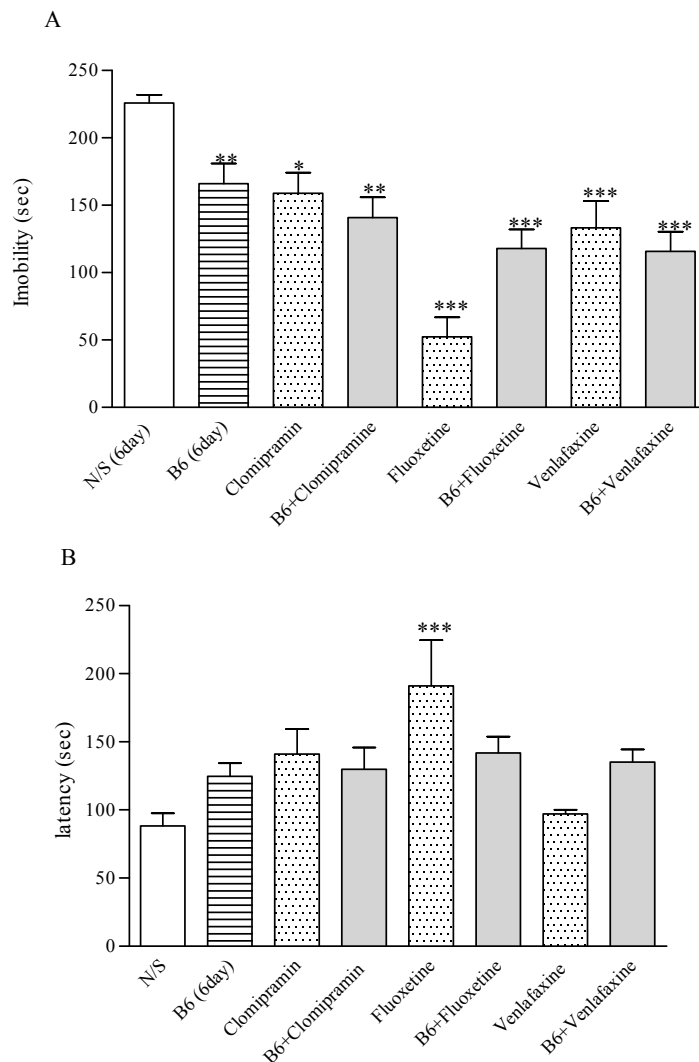 A
Imobility (sec)
250
200
150
100
50
0
**
*
**
***
***
***
***
N/S (6day)
B6 (6day)
Clomipramin
B6+Clomipramine
Fluoxetine
B6+Fluoxetine
Venlafaxine
B6+Venlafaxine
B
latency (sec)
250
200
150
100
50
0
***
N/S
B6 (6day)
Clomipramin
B6+Clomipramin
Fluoxetine
B6+Fluoxetine
Venlafaxine
B6+Venlafaxine